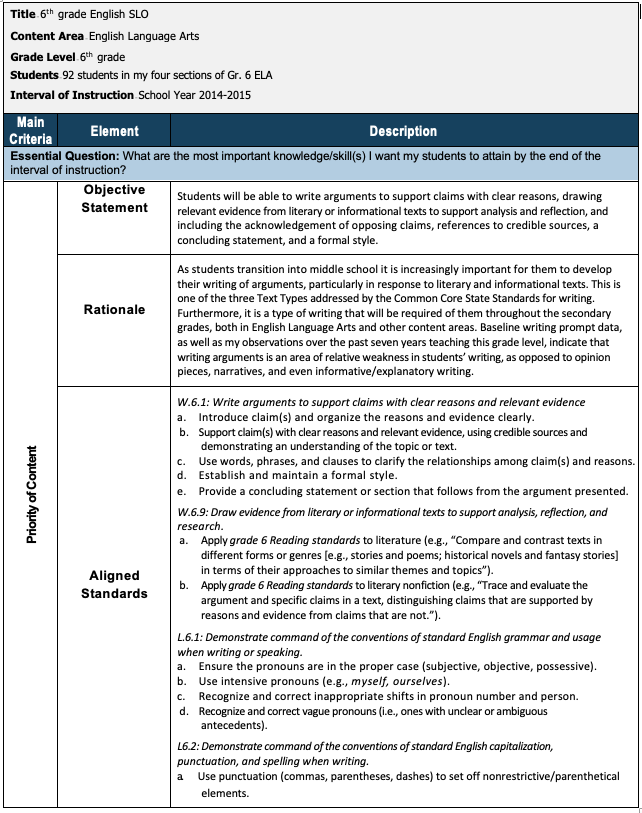 Title 6th grade English SLO
Content Area English Language Arts
Grade Level 6th grade
Students 92 students in my four sections of Gr. 6 ELA
Interval of Instruction School Year 2014-2015
Main Criteria
Element
Description
Essential Question: What are the most important knowledge/skill(s) I want my students to attain by the end of the
interval of instruction?
Priority of Content
Objective
Statement
Students will be able to write arguments to support claims with clear reasons, drawing
relevant evidence from literary or informational texts to support analysis and reflection, and
including the acknowledgement of opposing claims, references to credible sources, a
concluding statement, and a formal style.
Rationale
As students transition into middle school it is increasingly important for them to develop
their writing of arguments, particularly in response to literary and informational texts. This is
one of the three Text Types addressed by the Common Core State Standards for writing.
Furthermore, it is a type of writing that will be required of them throughout the secondary
grades, both in English Language Arts and other content areas. Baseline writing prompt data,
as well as my observations over the past seven years teaching this grade level, indicate that
writing arguments is an area of relative weakness in students' writing, as opposed to opinion
pieces, narratives, and even informative/explanatory writing.
Aligned
Standards
W.6.1: Write arguments to support claims with clear reasons and relevant evidence
a. Introduce claim(s) and organize the reasons and evidence clearly.
b. Support claim(s) with clear reasons and relevant evidence, using credible sources and
demonstrating an understanding of the topic or text.
c. Use words, phrases, and clauses to clarify the relationships among claim(s) and reasons.
d. Establish and maintain a formal style.
e. Provide a concluding statement or section that follows from the argument presented.
W.6.9: Draw evidence from literary or informational texts to support analysis, reflection, and
research.
a. Apply grade 6 Reading standards to literature (e.g., “Compare and contrast texts in
different forms or genres [e.g., stories and poems; historical novels and fantasy stories]
in terms of their approaches to similar themes and topics”).
b. Apply grade 6 Reading standards to literary nonfiction (e.g., “Trace and evaluate the
argument and specific claims in a text, distinguishing claims that are supported by
reasons and evidence from claims that are not.”).
L.6.1: Demonstrate command of the conventions of standard English grammar and usage
when writing or speaking.
a. Ensure the pronouns are in the proper case (subjective, objective, possessive).
b. Use intensive pronouns (e.g., myself, ourselves).
c. Recognize and correct inappropriate shifts in pronoun number and person.
d. Recognize and correct vague pronouns (i.e., ones with unclear or ambiguous
antecedents).
L6.2: Demonstrate command of the conventions of standard English capitalization,
punctuation, and spelling when writing.
a Use punctuation (commas, parentheses, dashes) to set off nonrestrictive/parenthetical
elements.